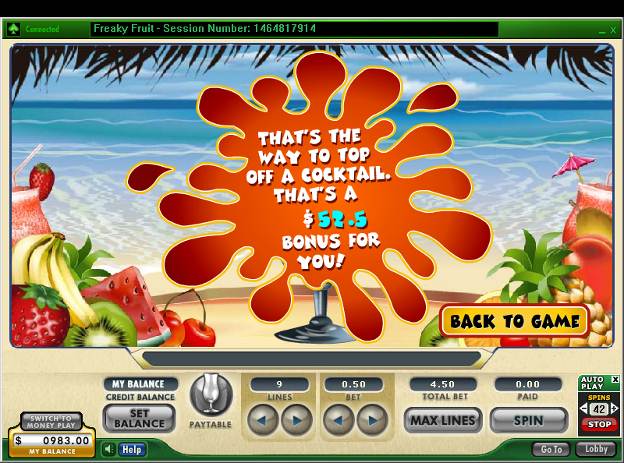 Connected
Freaky Fruit - Session Number: 1464817914
_ X
THAT'S THE
WAY TO TOP
OFF A COCKTAIL.
THAT'S A
$52.5
BONUS FOR
YOU!
BACK TO GAME
MY BALANCE
CREDIT BALANCE
SET
BALANCE
PAYTABLE
9
LINES
0.50
BET
4.50
TOTAL BET
MAX LINES
0.00
PAID
SPIN
AUTO X
PLAY
SPINS
42
STOP
SWITCH TO
MONEY PLAY
$ 0983.00
MY BALANCE
Help
Go To
Lobby